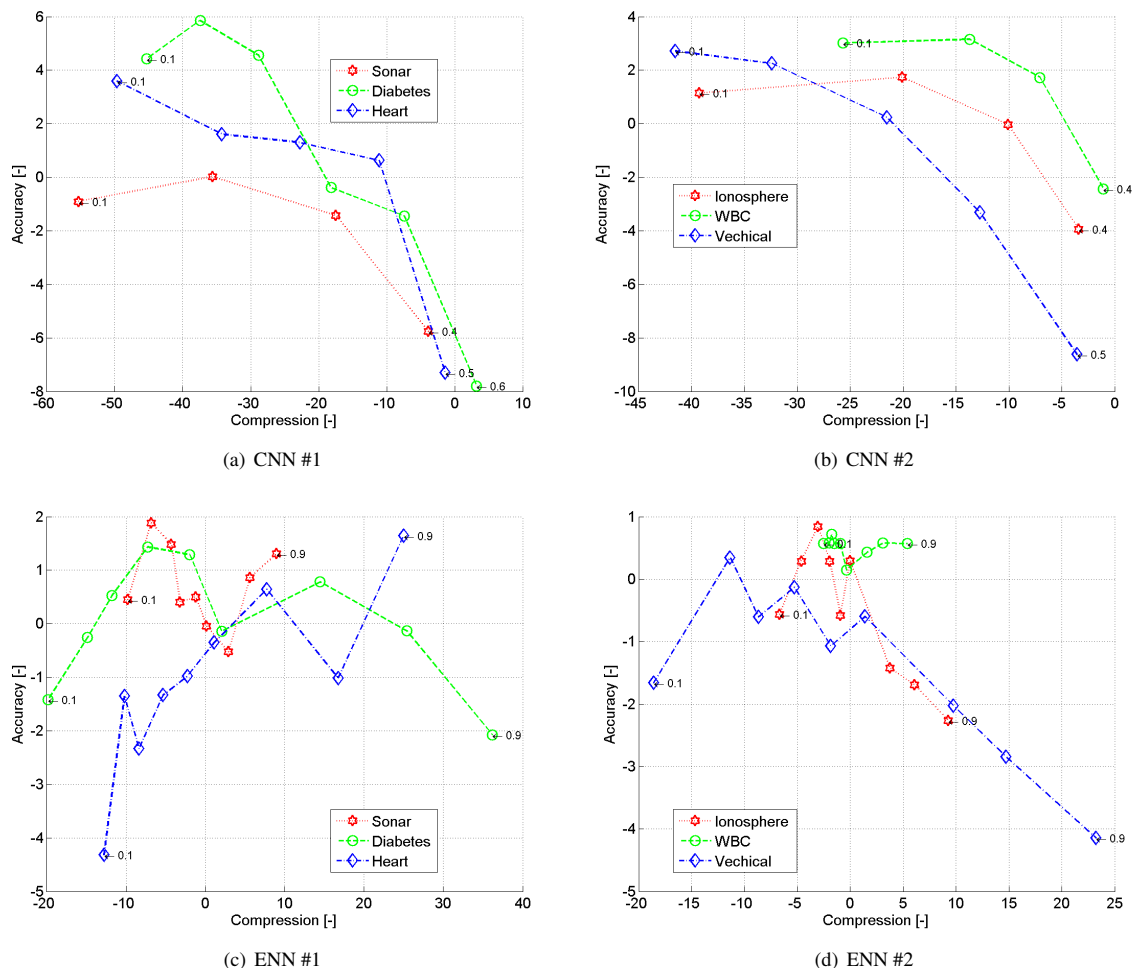 6
4
2
0
-2
-4
-6
-8
Accuracy [-]
0.1
0.1
0.1
0.4
0.5
0.6
Sonar
Diabetes
Heart
-60 -50 -40 -30 -20 -10 0 10
Compression [-]
(a) CNN #1
4
2
0
-2
-4
-6
-8
-10
Accuracy [-]
0.1
0.1
0.1
0.4
0.4
0.5
Ionosphere
WBC
Vechical
-45 -40 -35 -30 -25 -20 -15 -10 -5 0
Compression [-]
(b) CNN #2
2
1
0
-1
-2
-3
-4
-5
Accuracy [-]
0.9
0.9
0.1
0.1
0.9
0.1
Sonar
Diabetes
Heart
-20 -10 0 10 20 30 40
Compression [-]
(c) ENN #1
1
0
-1
-2
-3
-4
-5
Accuracy [-]
0.1
0.9
0.1
0.1
0.9
0.9
Ionosphere
WBC
Vechical
-20 -15 -10 -5 0 5 10 15 20 25
Compression [-]
(d) ENN #2